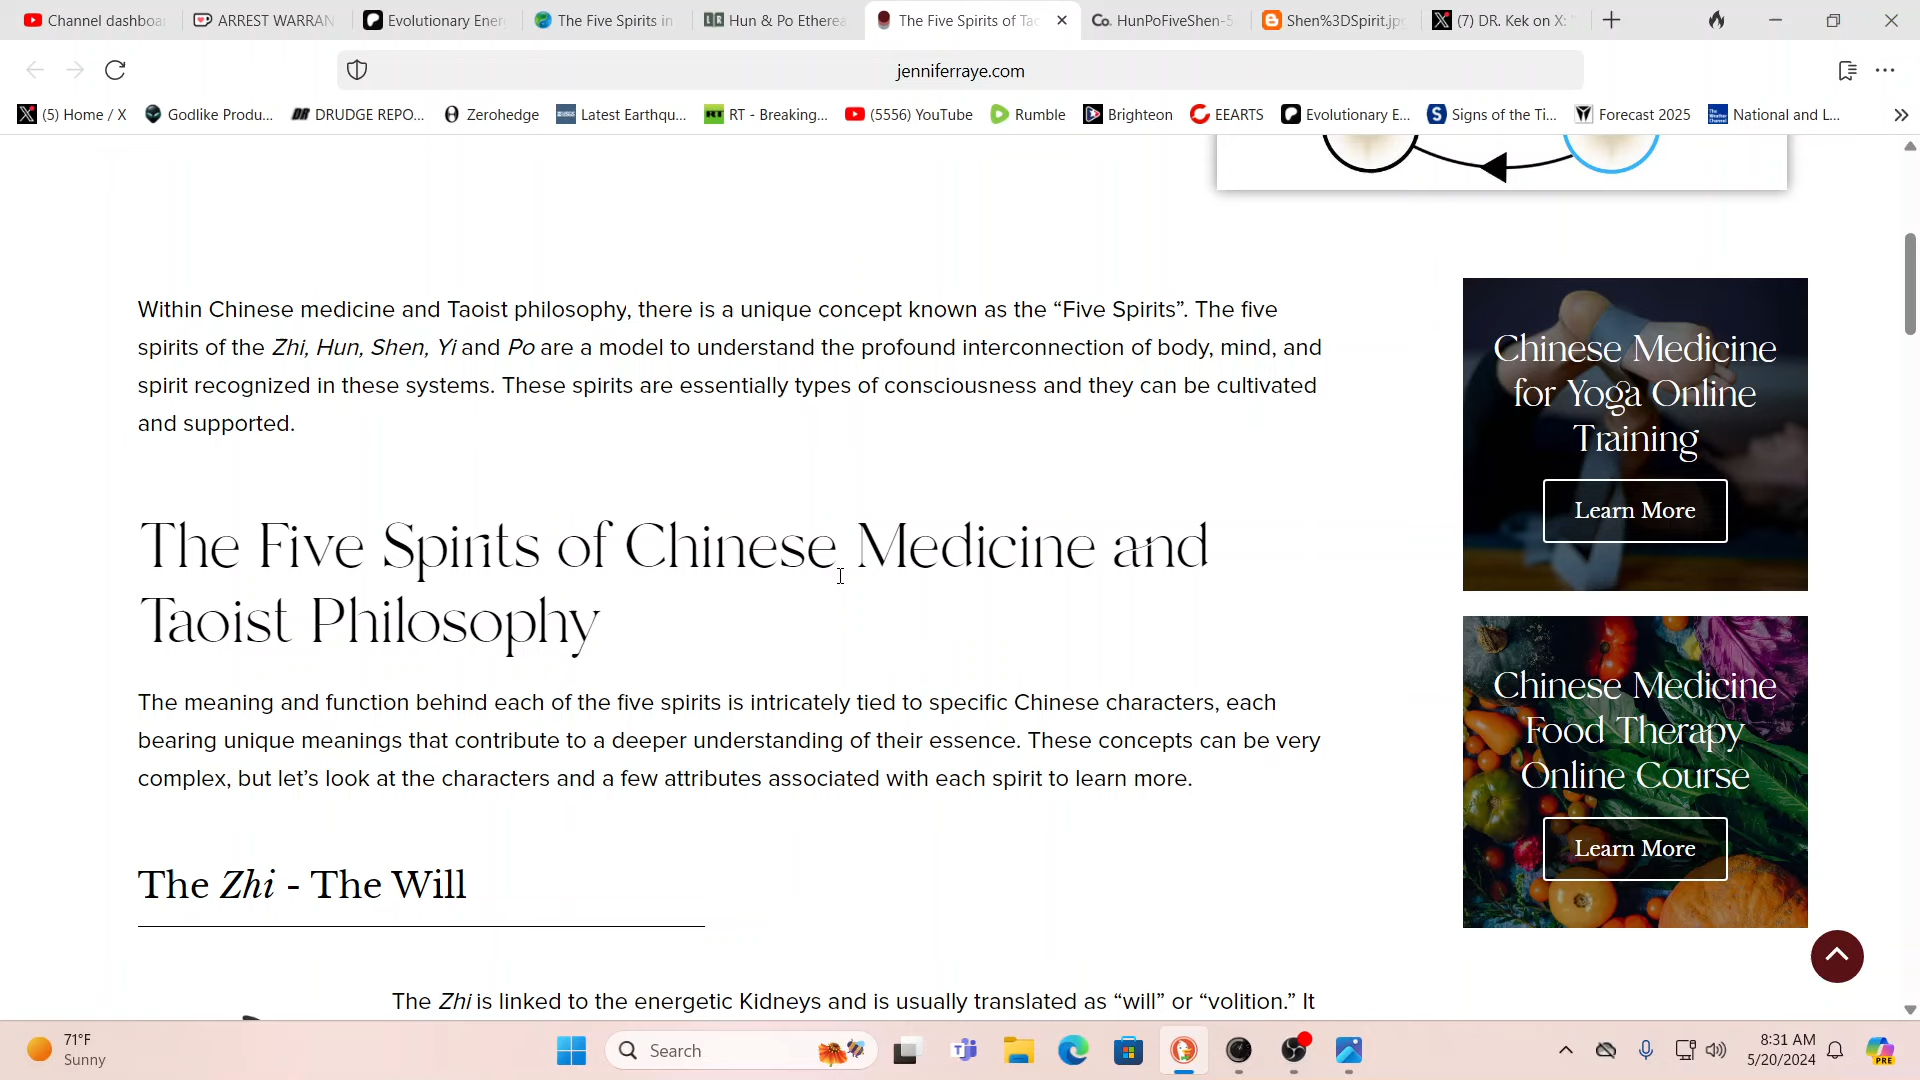 Channel dashboa
ARREST WARRAN
Evolutionary Ener
The Five Spirits in
Hun & Po Etherea
The Five Spirits of Tao
Co. HunPoFiveShen-5
Shen%3DSpirit.jp
(7) DR. Kek on X: "
jenniferraye.com
(5) Home / X
Godlike Produ...
DRUDGE REPO...
Zerohedge
Latest Earthqu...
RT - Breaking...
(5556) YouTube
Rumble
Brighteon
EEARTS
Evolutionary E...
Signs of the Ti...
Forecast 2025
National and L...
Within Chinese medicine and Taoist philosophy, there is a unique concept known as the “Five Spirits”. The five
spirits of the Zhi, Hun, Shen, Yi and Po are a model to understand the profound interconnection of body, mind, and
spirit recognized in these systems. These spirits are essentially types of consciousness and they can be cultivated
and supported.
The Five Spirits of Chinese Medicine and
Taoist Philosophy
The meaning and function behind each of the five spirits is intricately tied to specific Chinese characters, each
bearing unique meanings that contribute to a deeper understanding of their essence. These concepts can be very
complex, but let’s look at the characters and a few attributes associated with each spirit to learn more.
The Zhi - The Will
The Zhi is linked to the energetic Kidneys and is usually translated as “will” or “volition.” It
Chinese Medicine
for Yoga Online
Training
Learn More
Chinese Medicine
Food Therapy
Online Course
Learn More
71°F
Sunny
Search
8:31 AM
5/20/2024
PRE